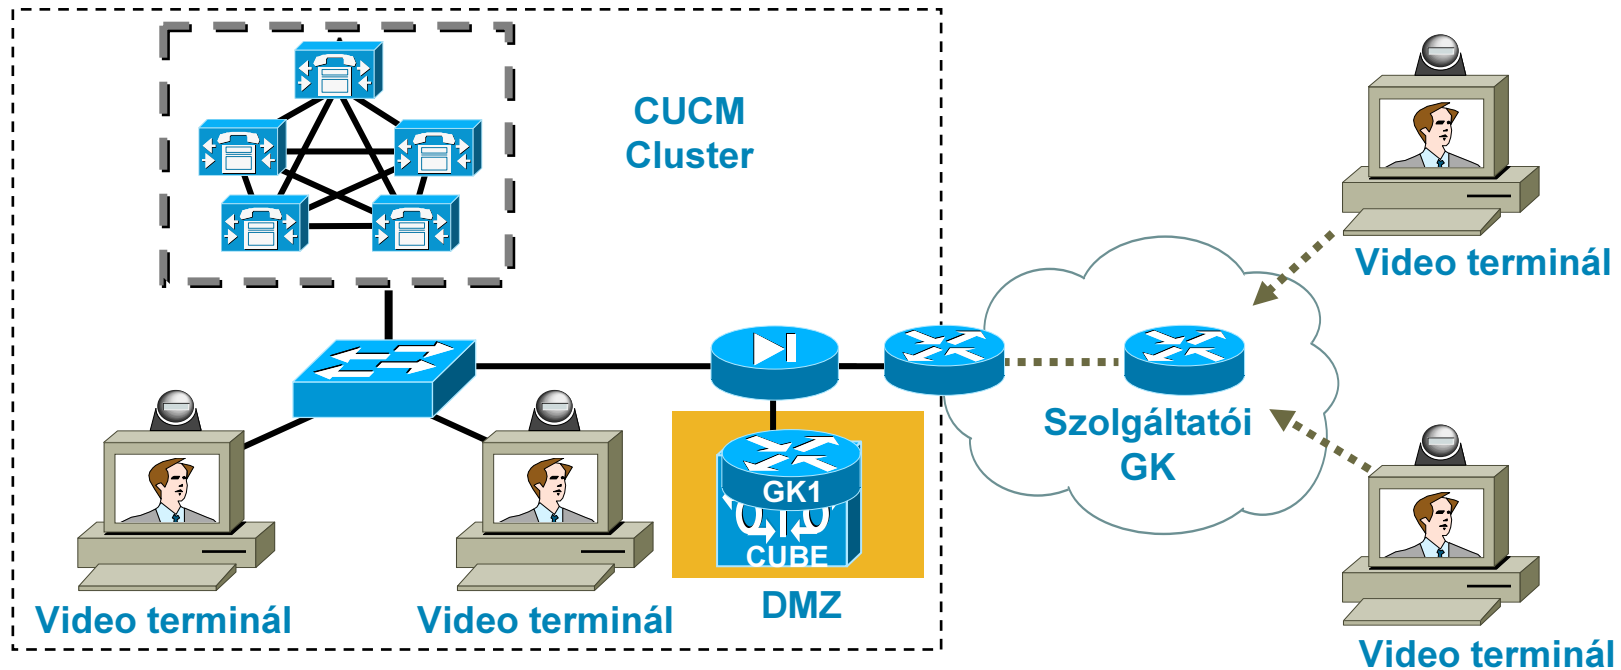 CUCM
Cluster
Video terminál
Szolgáltatói
GK
GK1
CUBE
DMZ
Video terminál
Video terminál
Video terminál